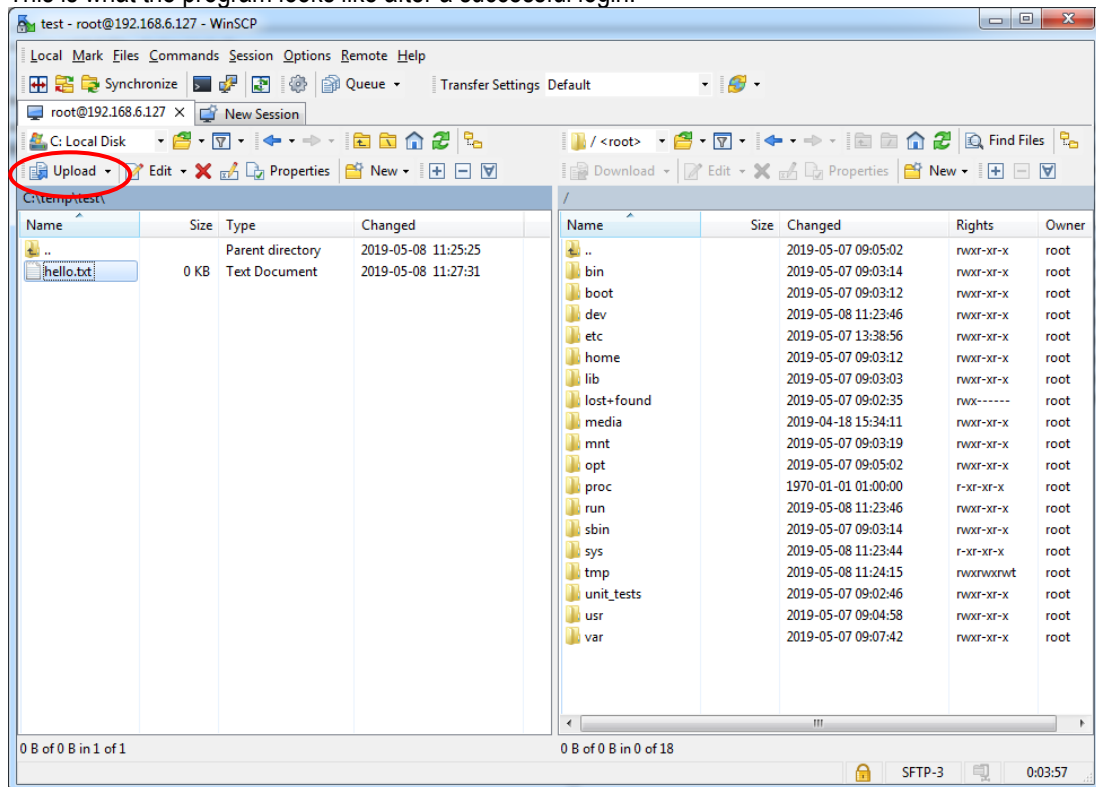 This is what the program looks like after a successful login:
test - root@192.168.6.127 - WinSCP
Local Mark Files Commands Session Options Remote Help
Synchronize Queue Transfer Settings Default
root@192.168.6.127 New Session
C: Local Disk / <root> Find Files
Upload Edit Properties New Download Edit Properties New
C:\temp\test\ /
Name Size Type Changed Name Size Changed Rights Owner
.. Parent directory 2019-05-08 11:25:25 .. 2019-05-07 09:05:02 rwxr-xr-x root
hello.txt 0 KB Text Document 2019-05-08 11:27:31 bin 2019-05-07 09:03:14 rwxr-xr-x root
boot 2019-05-07 09:03:12 rwxr-xr-x root
dev 2019-05-08 11:23:46 rwxr-xr-x root
etc 2019-05-07 13:38:56 rwxr-xr-x root
home 2019-05-07 09:03:12 rwxr-xr-x root
lib 2019-05-07 09:03:03 rwxr-xr-x root
lost+found 2019-05-07 09:02:35 rwx------ root
media 2019-04-18 15:34:11 rwxr-xr-x root
mnt 2019-05-07 09:03:19 rwxr-xr-x root
opt 2019-05-07 09:05:02 rwxr-xr-x root
proc 1970-01-01 01:00:00 r-xr-xr-x root
run 2019-05-08 11:23:46 rwxr-xr-x root
sbin 2019-05-07 09:03:14 rwxr-xr-x root
sys 2019-05-08 11:23:44 r-xr-xr-x root
tmp 2019-05-08 11:24:15 rwxrwxrwt root
unit_tests 2019-05-07 09:02:46 rwxr-xr-x root
usr 2019-05-07 09:04:58 rwxr-xr-x root
var 2019-05-07 09:07:42 rwxr-xr-x root
0 B of 0 B in 1 of 1 0 B of 0 B in 0 of 18
SFTP-3 0:03:57